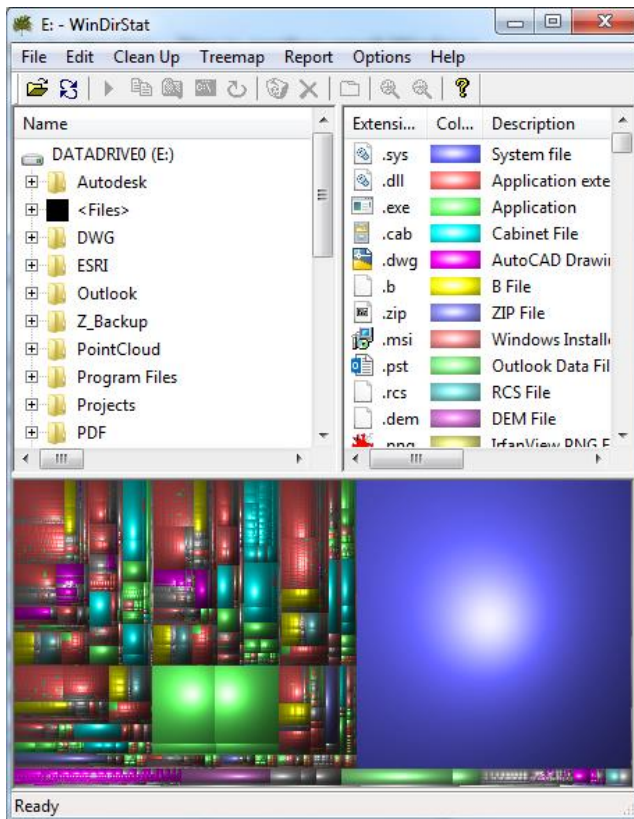 E: - WinDirStat
File Edit Clean Up Treemap Report Options Help
Name
DATADRIVE0 (E:)
Autodesk
<Files>
DWG
ESRI
Outlook
Z_Backup
PointCloud
Program Files
Projects
PDF
Extensi... Col... Description
.sys System file
.dll Application exte
.exe Application
.cab Cabinet File
.dwg AutoCAD Drawi
.b B File
.zip ZIP File
.msi Windows Install
.pst Outlook Data Fil
.rcs RCS File
.dem DEM File
.png IrfanView PNG F
Ready